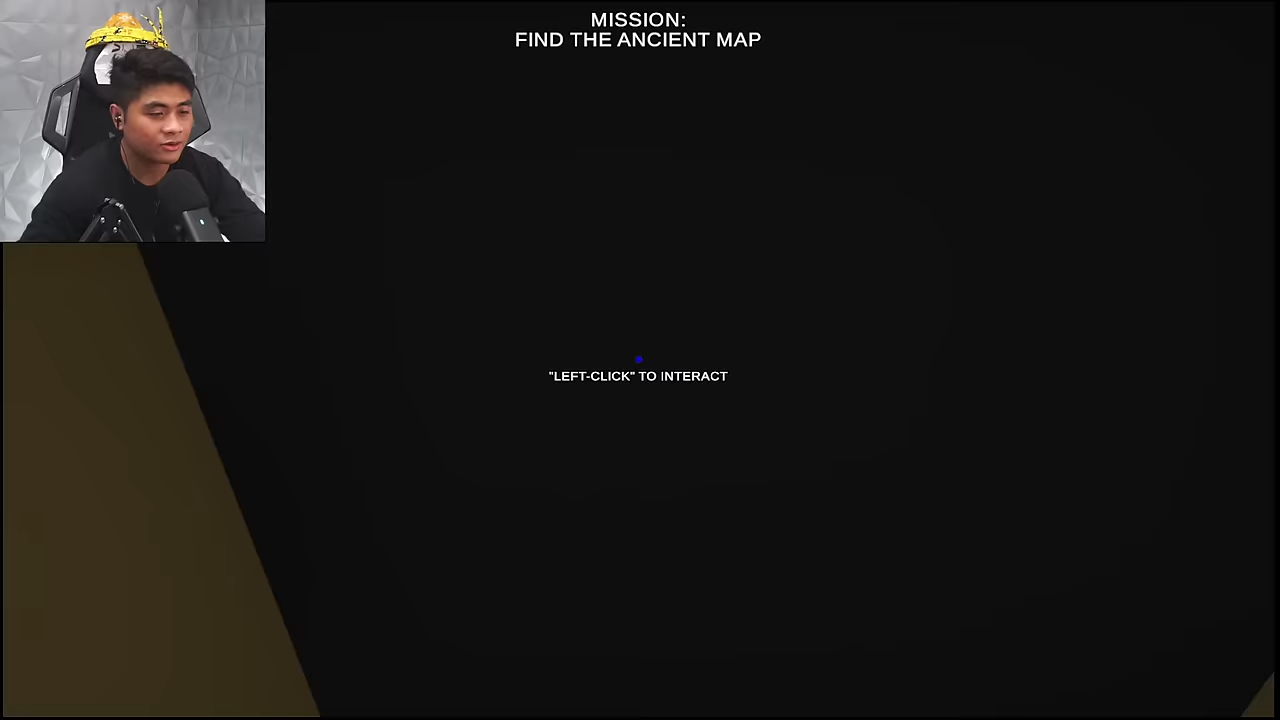 MISSION:
FIND THE ANCIENT MAP
"LEFT-CLICK" TO INTERACT